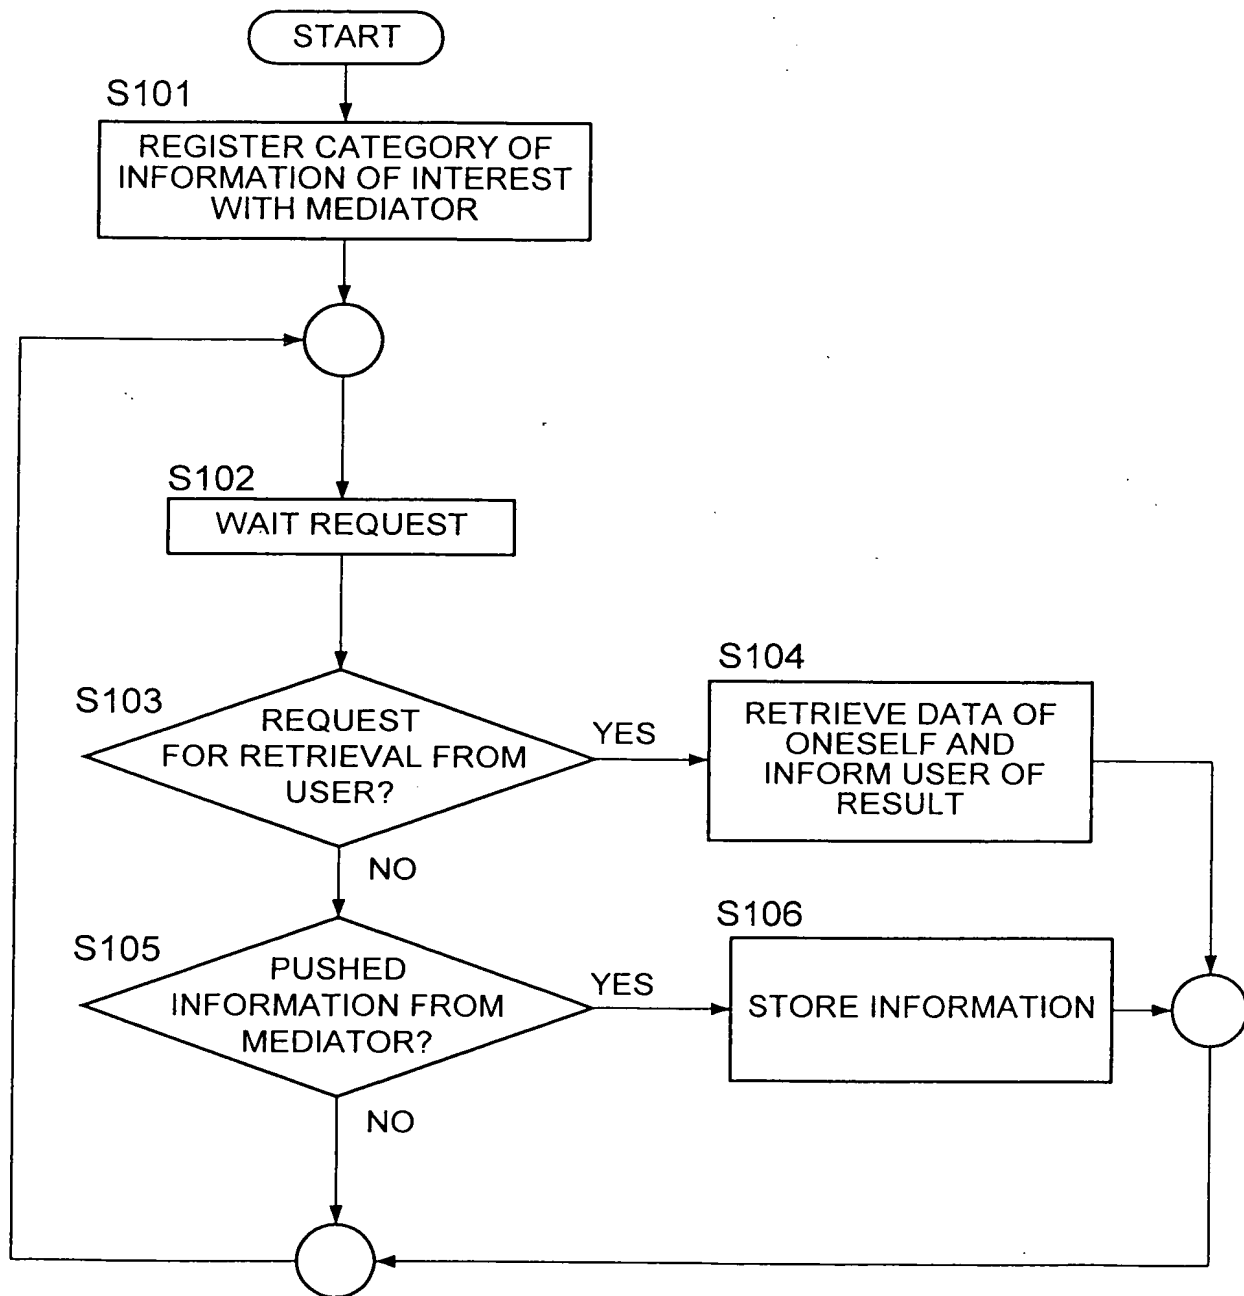 START
S101
REGISTER CATEGORY OF
INFORMATION OF INTEREST
WITH MEDIATOR
S102
WAIT REQUEST
S103
REQUEST
FOR RETRIEVAL FROM
USER?
YES
S104
RETRIEVE DATA OF
ONESELF AND
INFORM USER OF
RESULT
NO
S105
PUSHED
INFORMATION FROM
MEDIATOR?
YES
S106
STORE INFORMATION
NO